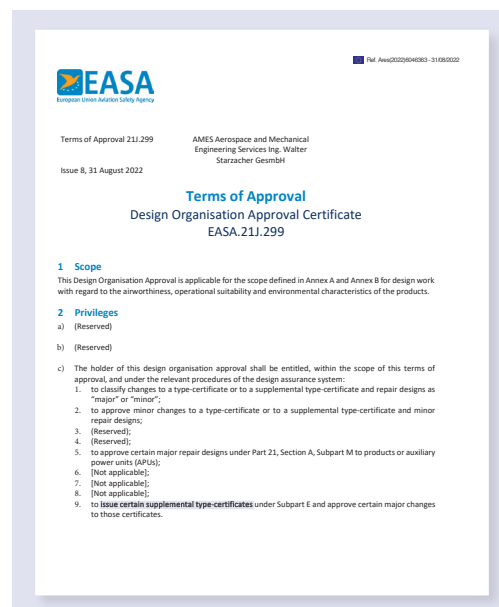 Ref. Ares(2022)6046363 - 31/08/2022
EASA
European Union Aviation Safety Agency
Terms of Approval 21J.299
AMES Aerospace and Mechanical
Engineering Services Ing. Walter
Starzacher GesmbH
Issue 8, 31 August 2022
Terms of Approval
Design Organisation Approval Certificate
EASA.21J.299
1 Scope
This Design Organisation Approval is applicable for the scope defined in Annex A and Annex B for design work
with regard to the airworthiness, operational suitability and environmental characteristics of the products.
2 Privileges
a) (Reserved)
b) (Reserved)
c) The holder of this design organisation approval shall be entitled, within the scope of this terms of
approval, and under the relevant procedures of the design assurance system:
1. to classify changes to a type-certificate or to a supplemental type-certificate and repair designs as
“major” or “minor”;
2. to approve minor changes to a type-certificate or to a supplemental type-certificate and minor
repair designs;
3. (Reserved);
4. (Reserved);
5. to approve certain major repair designs under Part 21, Section A, Subpart M to products or auxiliary
power units (APUs);
6. [Not applicable];
7. [Not applicable];
8. [Not applicable];
9. to issue certain supplemental type-certificates under Subpart E and approve certain major changes
to those certificates.